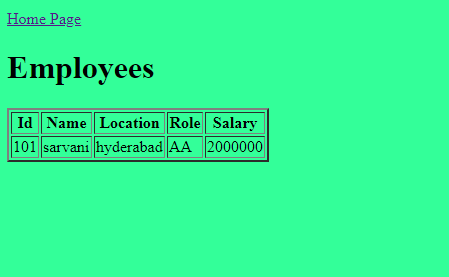 Home Page
Employees
Id Name Location Role Salary
101 sarvani hyderabad AA 2000000